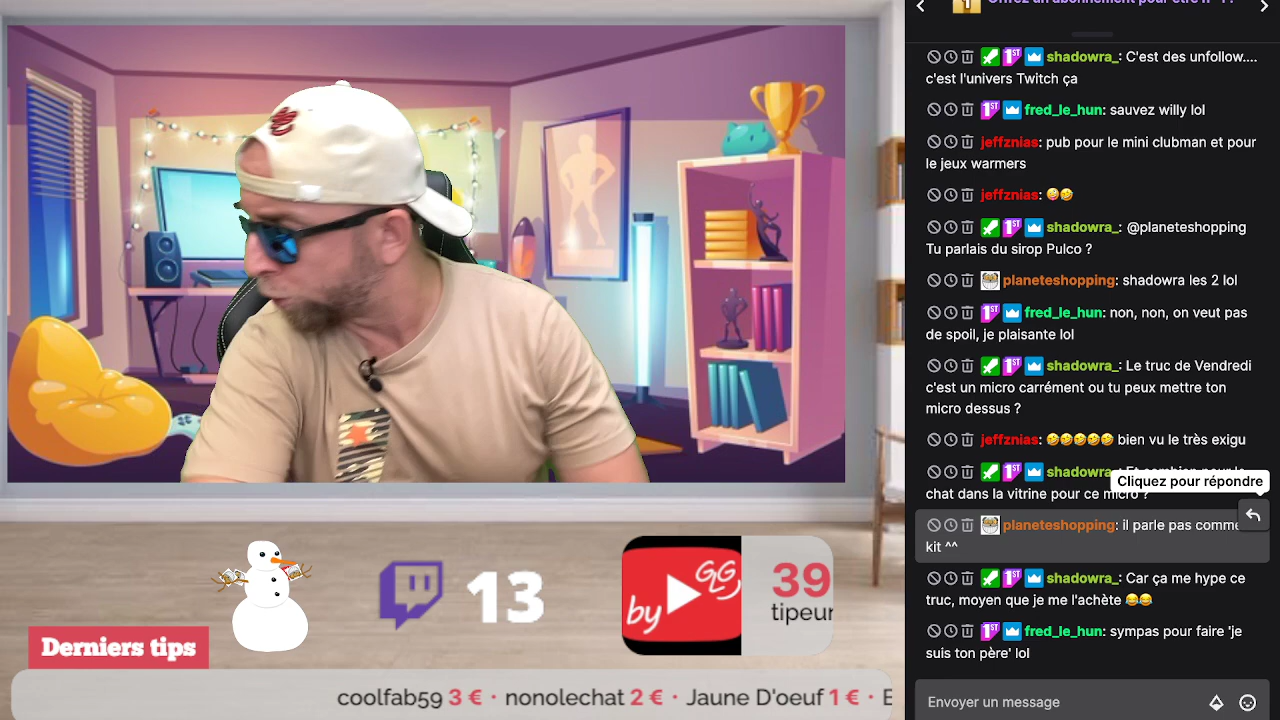 Offrez un abonnement pour être n° 1 !
shadowra_: C'est des unfollow....
c'est l'univers Twitch ça
fred_le_hun: sauvez willy lol
jeffznias: pub pour le mini clubman et pour
le jeux warmers
jeffznias: 🤪🤣
shadowra_: @planeteshopping
Tu parlais du sirop Pulco ?
planeteshopping: shadowra les 2 lol
fred_le_hun: non, non, on veut pas
de spoil, je plaisante lol
shadowra_: Le truc de Vendredi
c'est un micro carrément ou tu peux mettre ton
micro dessus ?
jeffznias: 🤣🤣🤣🤣🤣 bien vu le très exigu
shadowra
Cliquez pour répondre
chat dans la vitrine pour ce micro ?
planeteshopping: il parle pas comme
kit ^^
shadowra_: Car ça me hype ce
truc, moyen que je me l'achète 😂😂
fred_le_hun: sympas pour faire 'je
suis ton père' lol
Envoyer un message
13
by GG
39
tipeur
Derniers tips
coolfab59 3 € · nonolechat 2 € · Jaune D'oeuf 1 € · E